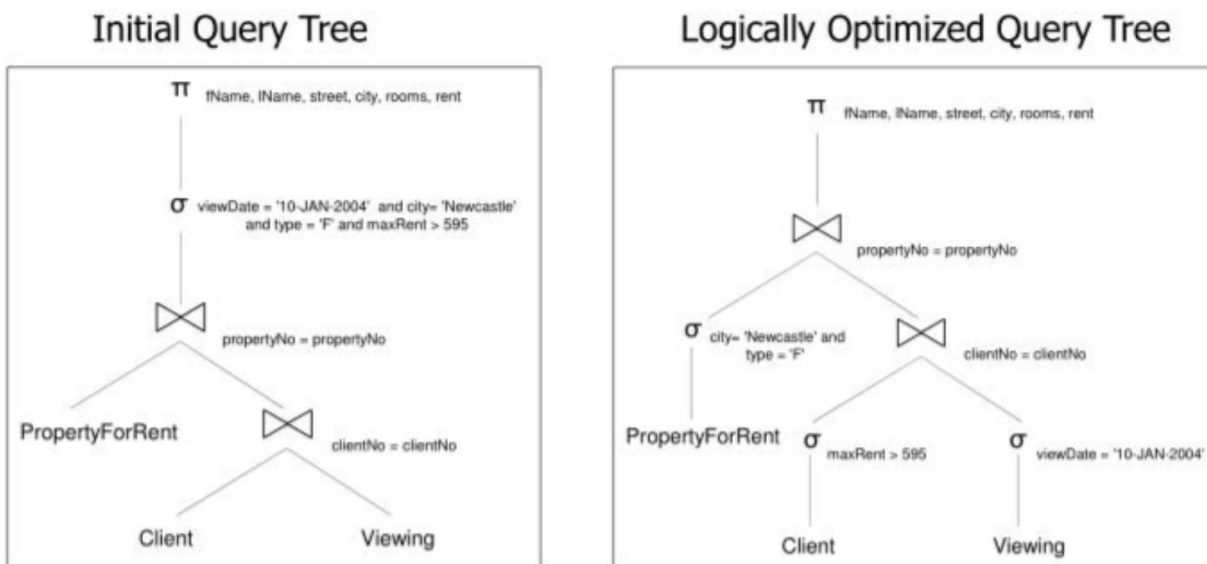 Initial Query Tree
π fName, lName, street, city, rooms, rent
σ viewDate = '10-JAN-2004' and city= 'Newcastle'
and type = 'F' and maxRent > 595
propertyNo = propertyNo
PropertyForRent
clientNo = clientNo
Client
Viewing
Logically Optimized Query Tree
π fName, lName, street, city, rooms, rent
propertyNo = propertyNo
σ city= 'Newcastle' and
type = 'F'
clientNo = clientNo
PropertyForRent
σ maxRent > 595
σ viewDate = '10-JAN-2004'
Client
Viewing